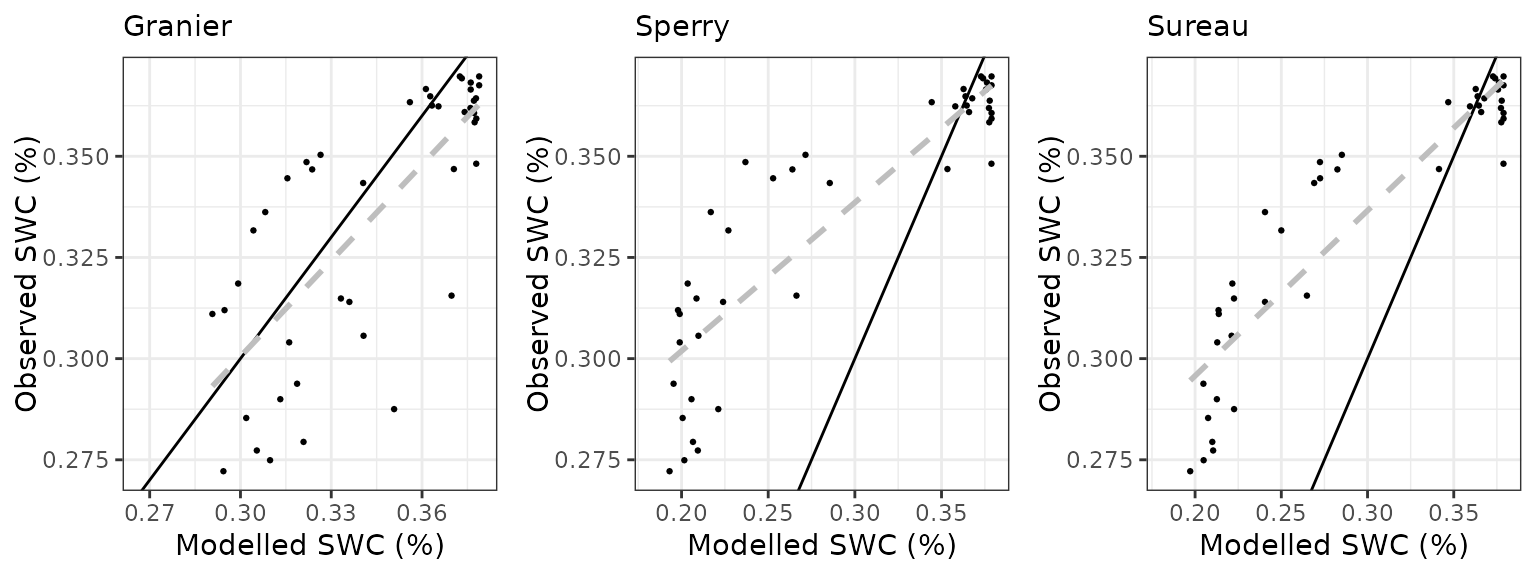 Granier
Observed SWC (%)
0.350
0.325
0.300
0.275
0.27 0.30 0.33 0.36
Modelled SWC (%)
Sperry
Observed SWC (%)
0.350
0.325
0.300
0.275
0.20 0.25 0.30 0.35
Modelled SWC (%)
Sureau
Observed SWC (%)
0.350
0.325
0.300
0.275
0.20 0.25 0.30 0.35
Modelled SWC (%)